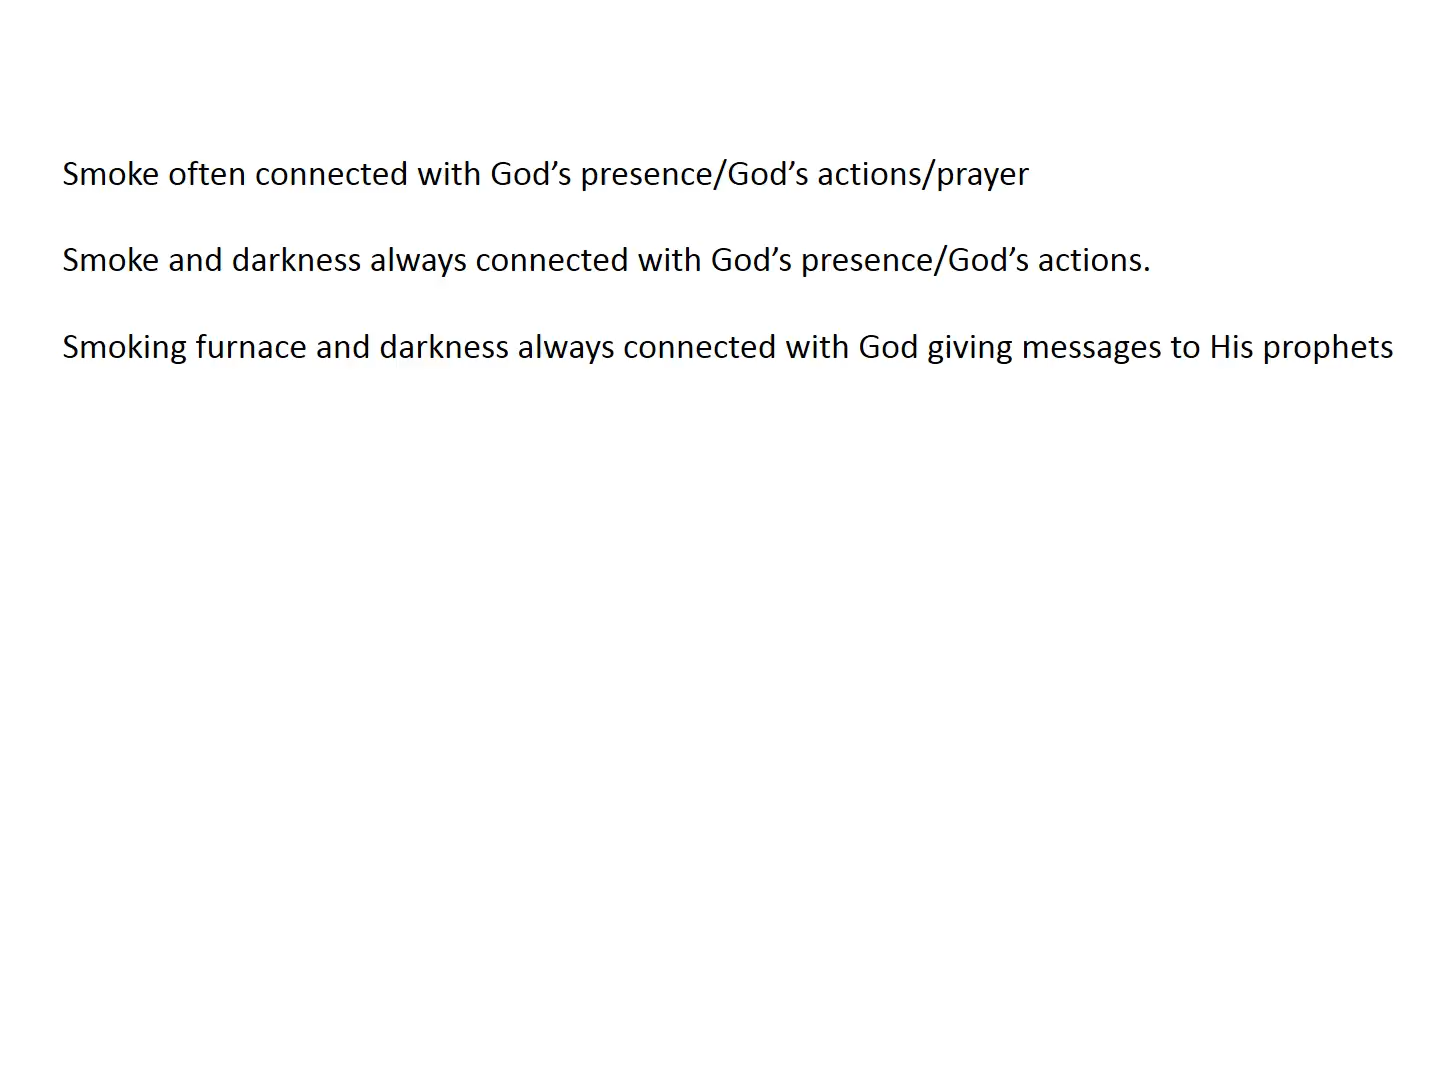 Smoke often connected with God’s presence/God’s actions/prayer
Smoke and darkness always connected with God’s presence/God’s actions.
Smoking furnace and darkness always connected with God giving messages to His prophets